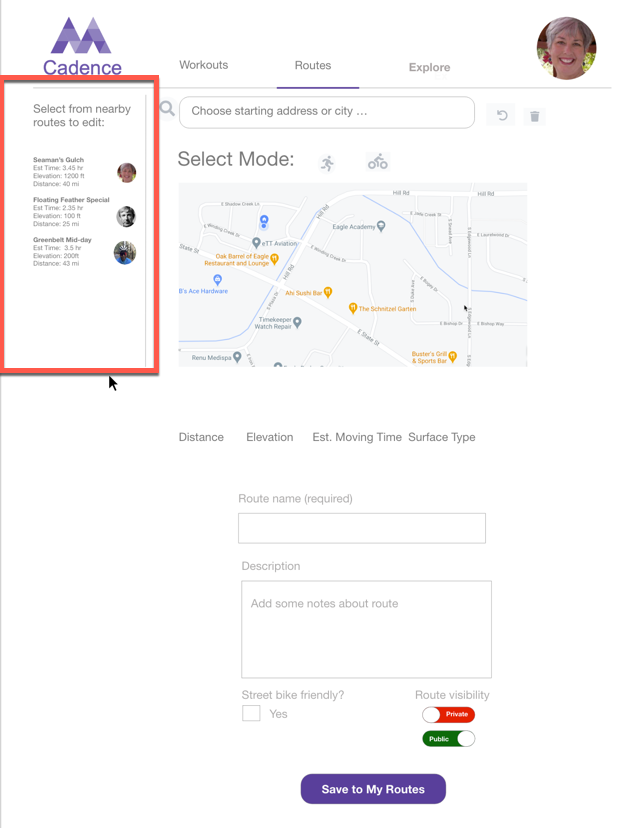 Cadence
Workouts
Routes
Explore
Select from nearby
routes to edit:
Seaman's Gulch
Est Time: 3.45 hr
Elevation: 1200 ft
Distance: 40 mi
Floating Feather Special
Est Time: 2.35 hr
Elevation: 100 ft
Distance: 25 mi
Greenbelt Mid-day
Est Time: 3.5 hr
Elevation: 200ft
Distance: 43 mi
Choose starting address or city ...
Select Mode:
Hill Rd
Hill Rd
E Shadow Creek Ln
Hill Rd
E Jody Creek St
E Winding Creek Dr
Eagle Academy
E Laurelwood Dr
State St
eTT Aviation
E Winding Creek Dr
Oak Barrel of Eagle
Restaurant and Lounge
Hill Rd
B's Ace Hardware
Ahi Sushi Bar
E Plaza Dr
The Schnitzel Garten
Timekeeper
Watch Repair
E Bishop Dr
E Bishop Way
E State St
Renu Medispa
Buster's Grill
& Sports Bar
Distance
Elevation
Est. Moving Time
Surface Type
Route name (required)
Description
Add some notes about route
Street bike friendly?
Yes
Route visibility
Private
Public
Save to My Routes